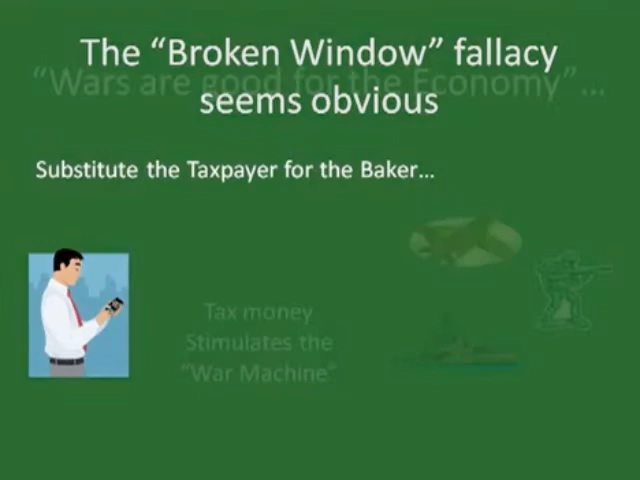 The “Broken Window” fallacy
“Wars are good for the Economy”...
seems obvious
Substitute the Taxpayer for the Baker...
Tax money
Stimulates the
“War Machine”